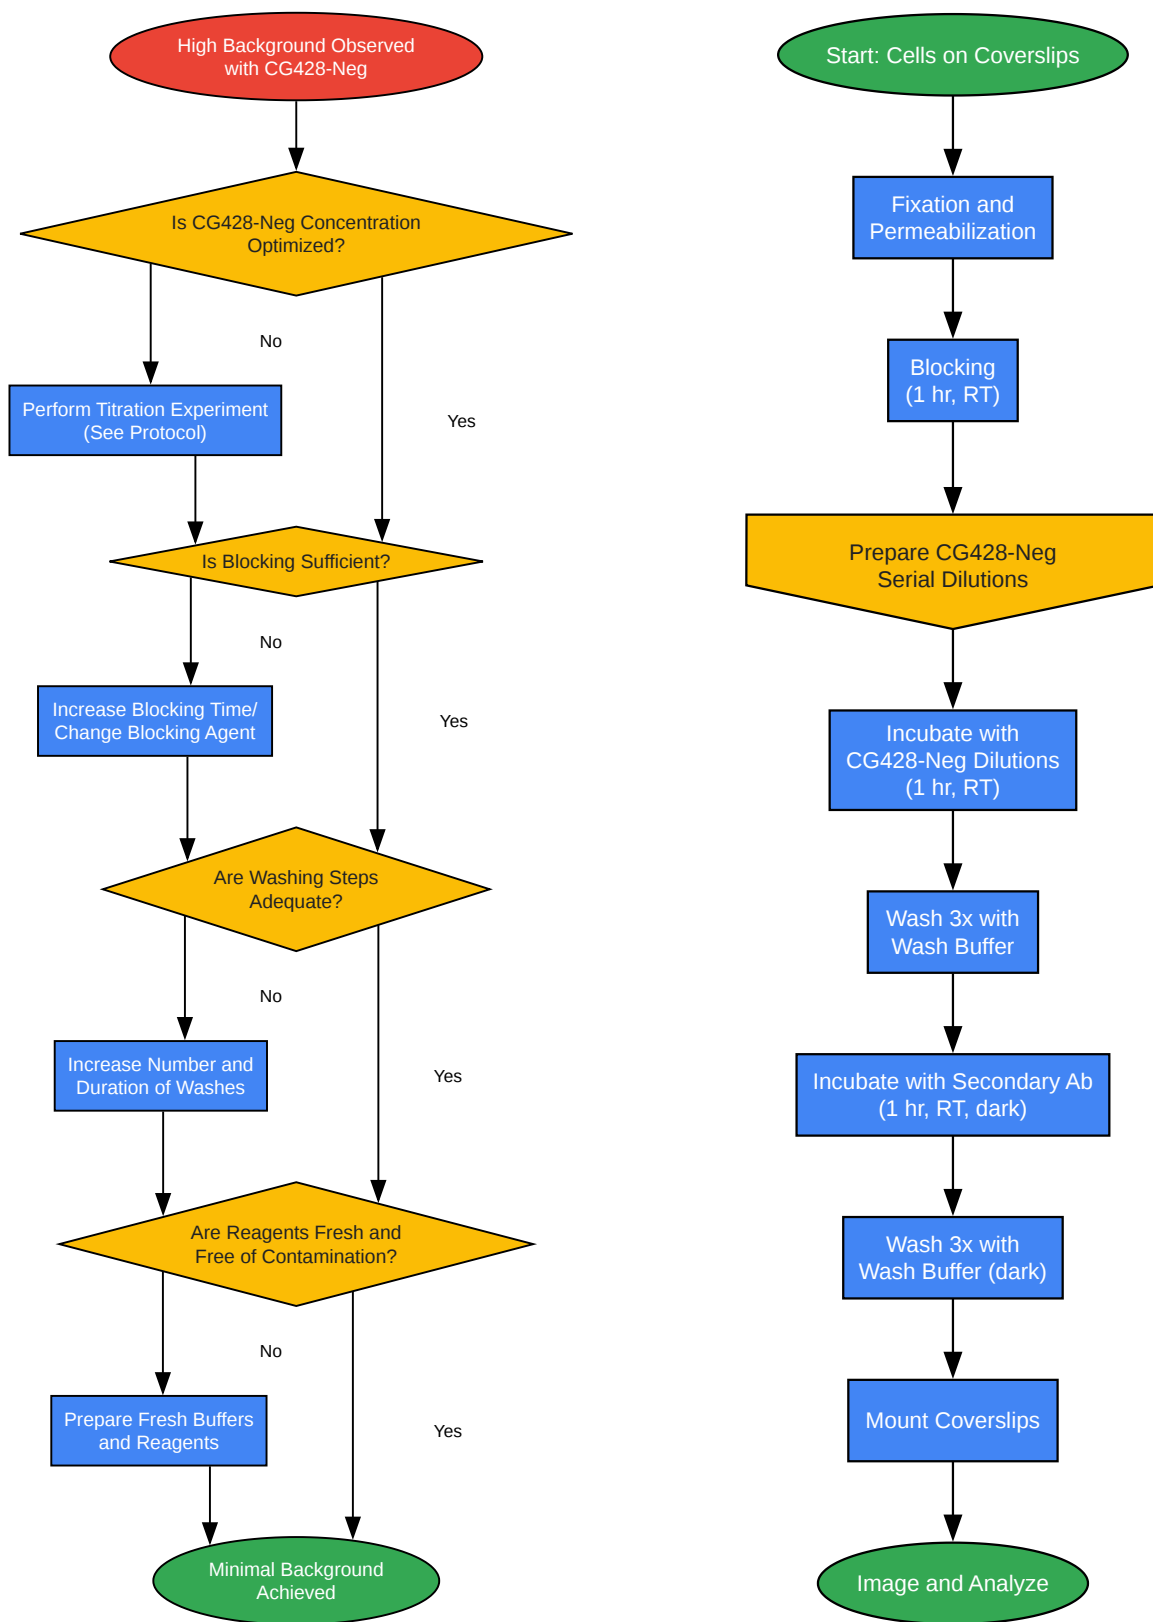 High Background Observed
with CG428-Neg
Is CG428-Neg Concentration
Optimized?
No
Perform Titration Experiment
(See Protocol)
Yes
Is Blocking Sufficient?
No
Increase Blocking Time/
Change Blocking Agent
Yes
Are Washing Steps
Adequate?
No
Increase Number and
Duration of Washes
Yes
Are Reagents Fresh and
Free of Contamination?
No
Prepare Fresh Buffers
and Reagents
Yes
Minimal Background
Achieved
Start: Cells on Coverslips
Fixation and
Permeabilization
Blocking
(1 hr, RT)
Prepare CG428-Neg
Serial Dilutions
Incubate with
CG428-Neg Dilutions
(1 hr, RT)
Wash 3x with
Wash Buffer
Incubate with Secondary Ab
(1 hr, RT, dark)
Wash 3x with
Wash Buffer (dark)
Mount Coverslips
Image and Analyze